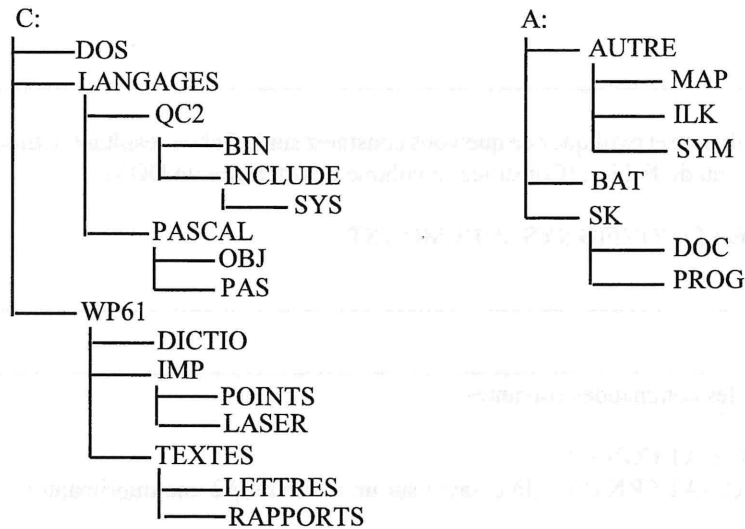 C:
DOS
LANGAGES
QC2
BIN
INCLUDE
SYS
PASCAL
OBJ
PAS
WP61
DICTIO
IMP
POINTS
LASER
TEXTES
LETTRES
RAPPORTS
A:
AUTRE
MAP
ILK
SYM
BAT
SK
DOC
PROG